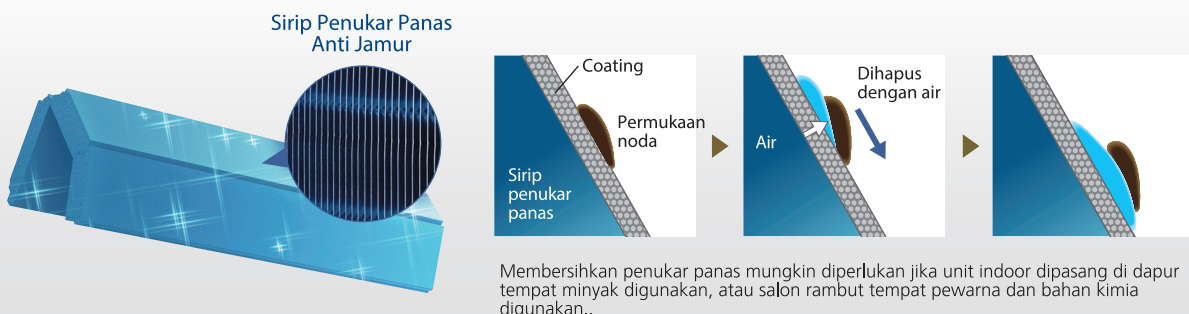 Sirip Penukar Panas
Anti Jamur
Coating
Permukaan
noda
Sirip
penukar
panas
Dihapus
dengan air
Air
Membersihkan penukar panas mungkin diperlukan jika unit indoor dipasang di dapur
tempat minyak digunakan, atau salon rambut tempat pewarna dan bahan kimia
digunakan..